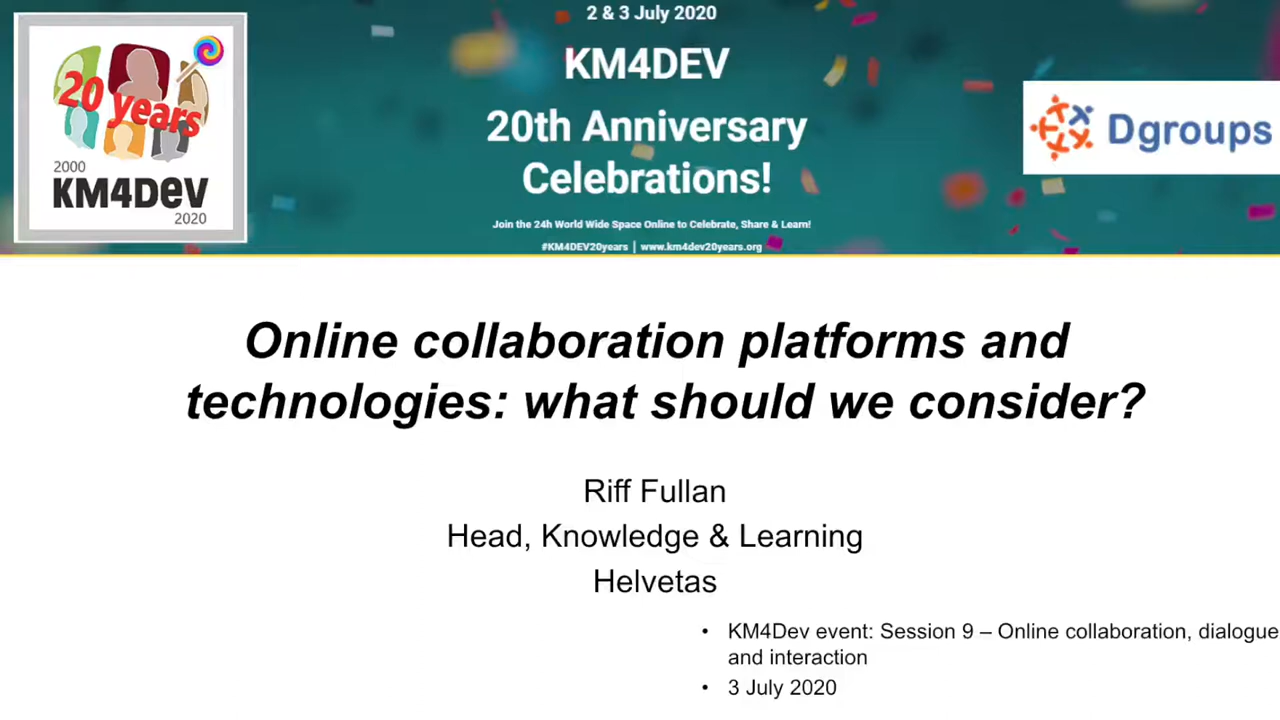 2 & 3 July 2020
KM4DEV
20th Anniversary
Celebrations!
Join the 24h World Wide Space Online to Celebrate, Share & Learn!
#KM4DEV20years | www.km4dev20years.org
20 years
2000
KM4DEV
2020
Dgroups
Online collaboration platforms and
technologies: what should we consider?
Riff Fullan
Head, Knowledge & Learning
Helvetas
• KM4Dev event: Session 9 – Online collaboration, dialogue
and interaction
• 3 July 2020